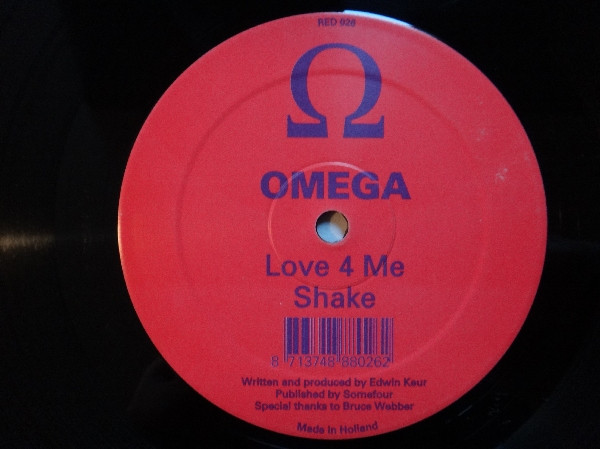 RED 026
Ω
OMEGA
Love 4 Me
Shake
8 713748 880262
Written and produced by Edwin Keur
Published by Somefour
Special thanks to Bruce Webber
Made in Holland